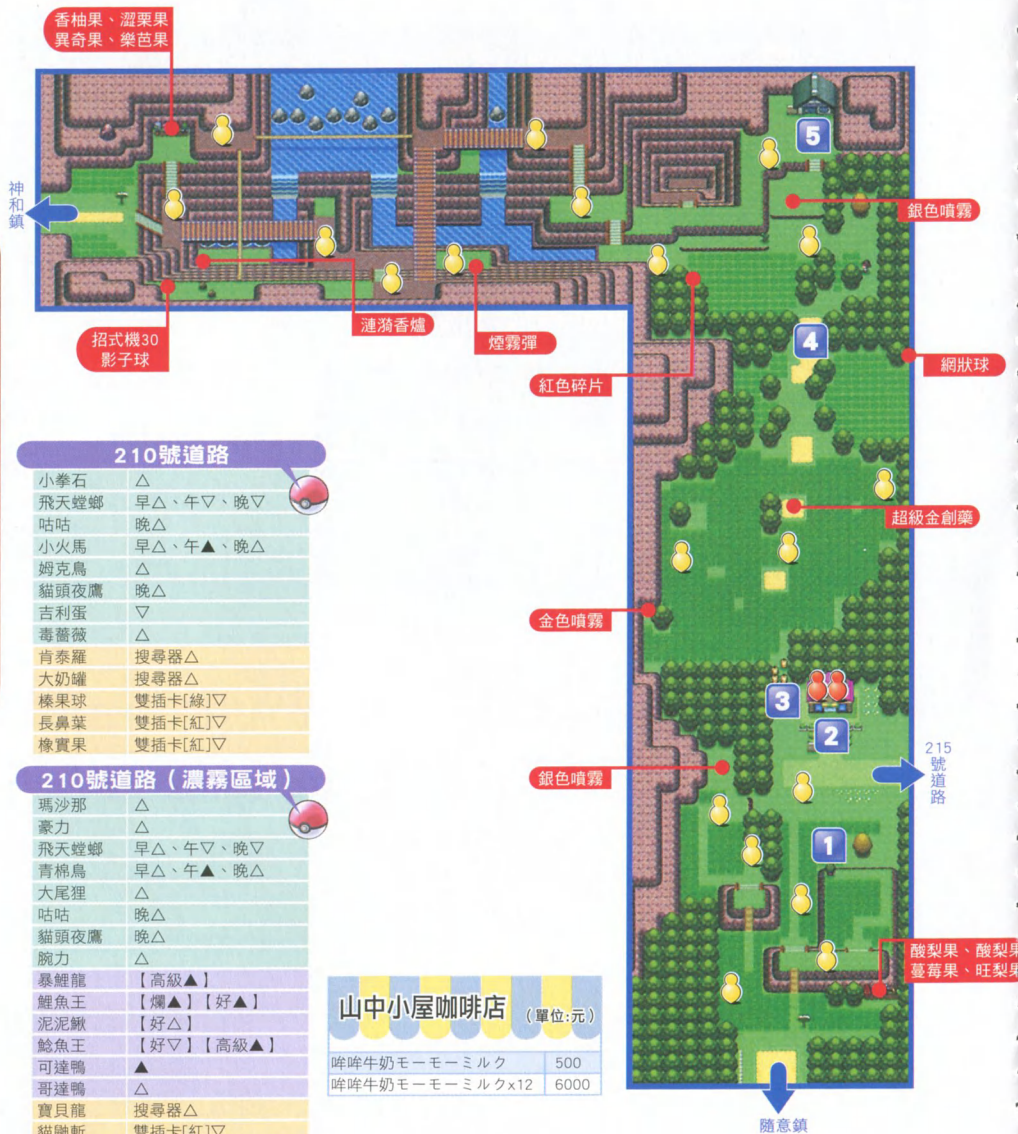 香柚果、澀栗果
異奇果、樂芭果
5
神和鎮
銀色噴霧
漣漪香爐
招式機30
影子球
煙霧彈
4
網狀球
紅色碎片
210號道路
小拳石 △
飛天螳螂 早△、午▽、晚▽
咕咕 晚△
小火馬 早△、午▲、晚△
姆克鳥 △
貓頭夜鷹 晚△
吉利蛋 ▽
毒薔薇 △
肯泰羅 搜尋器△
大奶罐 搜尋器△
榛果球 雙插卡[綠]▽
長鼻葉 雙插卡[紅]▽
橡實果 雙插卡[紅]▽
超級金創藥
金色噴霧
3
2
215號道路
銀色噴霧
1
210號道路（濃霧區域）
瑪沙那 △
豪力 △
飛天螳螂 早△、午▽、晚▽
青棉鳥 早△、午▲、晚△
大尾狸 △
咕咕 晚△
貓頭夜鷹 晚△
腕力 △
暴鯉龍 【高級▲】
鯉魚王 【爛▲】【好▲】
泥泥鰍 【好△】
鯰魚王 【好▽】【高級▲】
可達鴨 ▲
哥達鴨 △
寶貝龍 搜尋器△
貓鼬斬 雙插卡[紅]▽
酸梨果、酸梨果
蔓莓果、旺梨果
山中小屋咖啡店 （單位:元）
哞哞牛奶モーモーミルク 500
哞哞牛奶モーモーミルクx12 6000
隨意鎮